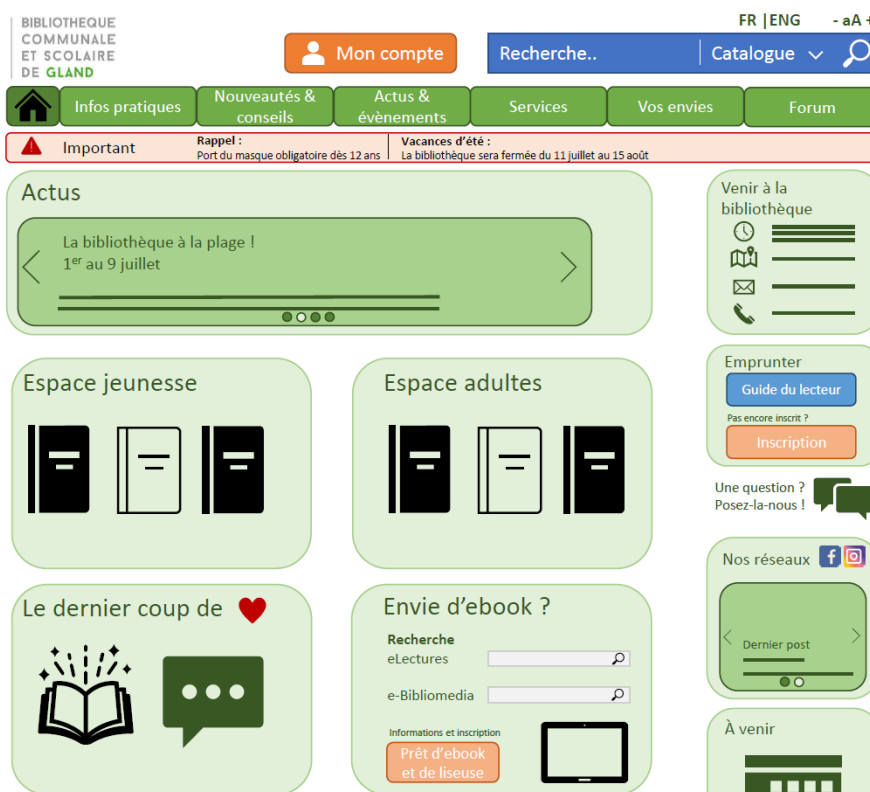 BIBLIOTHEQUE
COMMUNALE
ET SCOLAIRE
DE GLAND
FR |ENG - aA +
Mon compte
Recherche..
Catalogue
Infos pratiques
Nouveautés &
conseils
Actus &
évènements
Services
Vos envies
Forum
Important
Rappel :
Port du masque obligatoire dès 12 ans
Vacances d'été :
La bibliothèque sera fermée du 11 juillet au 15 août
Actus
La bibliothèque à la plage !
1er au 9 juillet
Venir à la
bibliothèque
Espace jeunesse
Espace adultes
Emprunter
Guide du lecteur
Pas encore inscrit ?
Inscription
Une question ?
Posez-la-nous !
Nos réseaux
Dernier post
Le dernier coup de
Envie d'ebook ?
Recherche
eLectures
e-Bibliomedia
Informations et inscription
Prêt d'ebook
et de liseuse
À venir